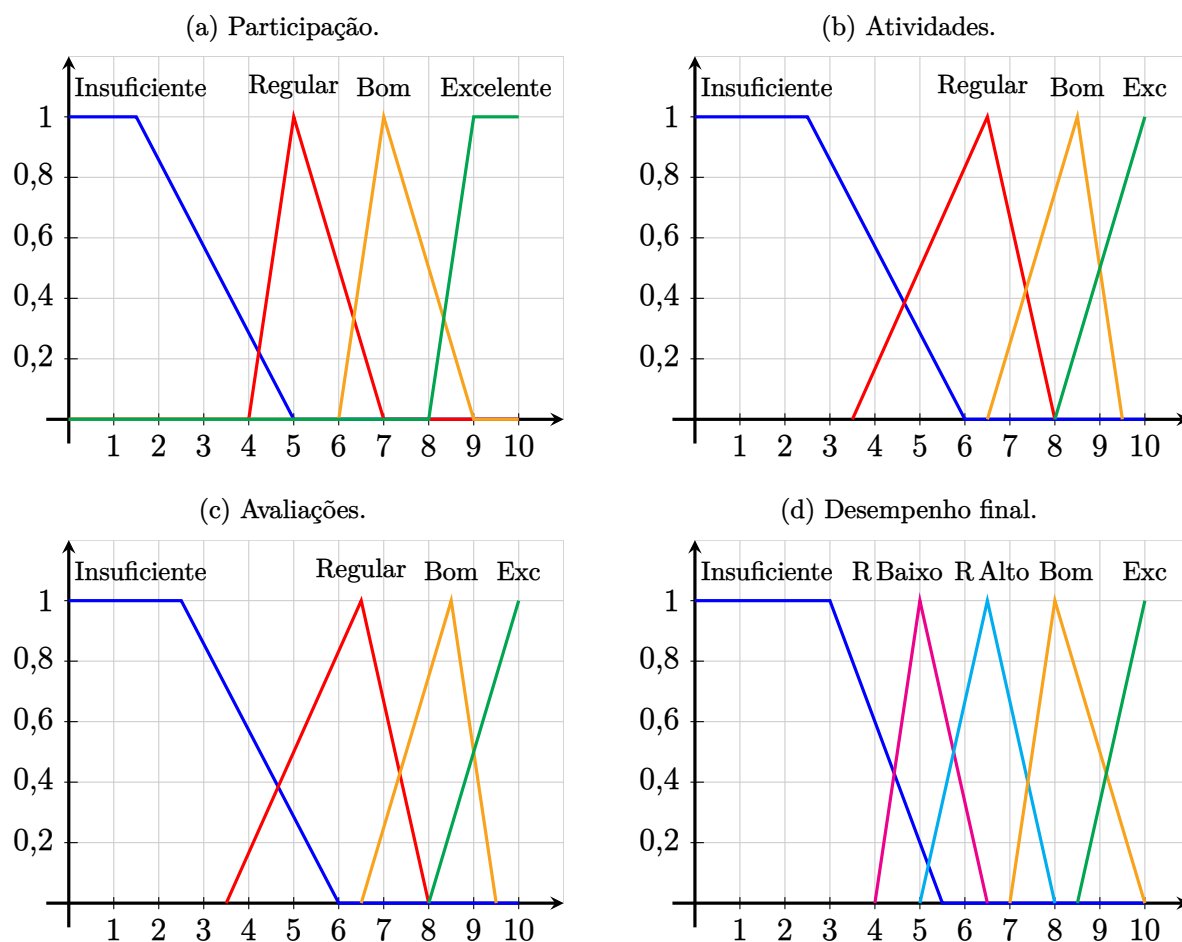 (a) Participação.
Insuficiente Regular Bom Excelente
1
0,8
0,6
0,4
0,2
1 2 3 4 5 6 7 8 9 10
(b) Atividades.
Insuficiente Regular Bom Exc
1
0,8
0,6
0,4
0,2
1 2 3 4 5 6 7 8 9 10
(c) Avaliações.
Insuficiente Regular Bom Exc
1
0,8
0,6
0,4
0,2
1 2 3 4 5 6 7 8 9 10
(d) Desempenho final.
Insuficiente R Baixo R Alto Bom Exc
1
0,8
0,6
0,4
0,2
1 2 3 4 5 6 7 8 9 10